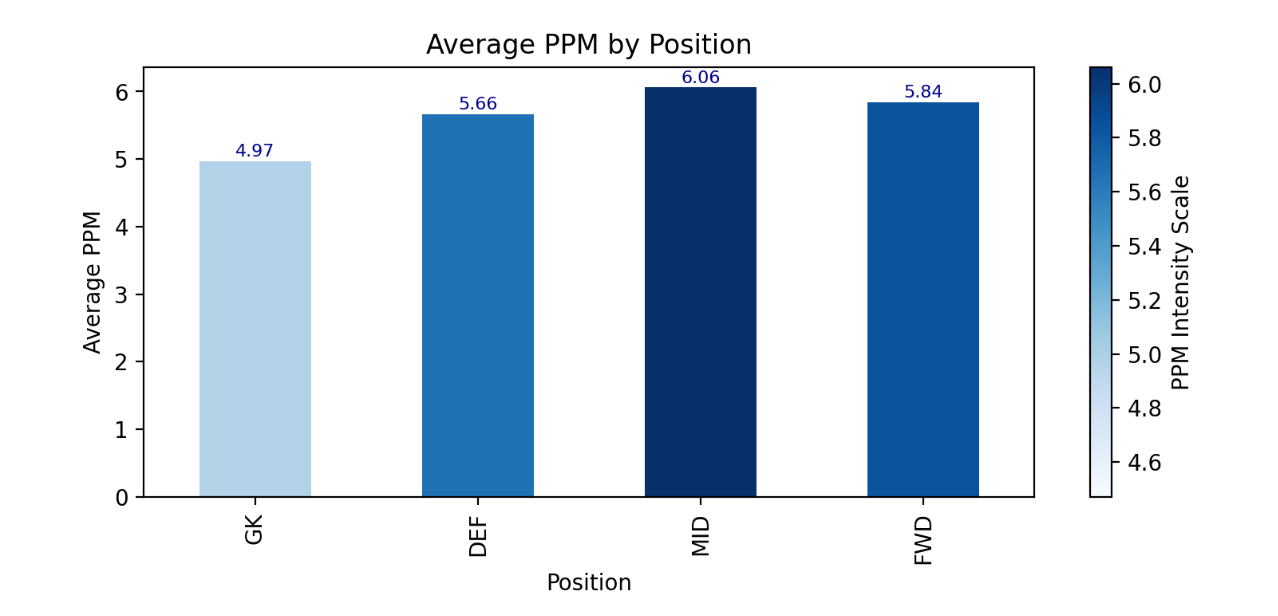 Average PPM by Position
Average PPM
6
5
4
3
2
1
0
4.97
5.66
6.06
5.84
GK
DEF
MID
FWD
Position
6.0
5.8
5.6
5.4
5.2
5.0
4.8
4.6
PPM Intensity Scale